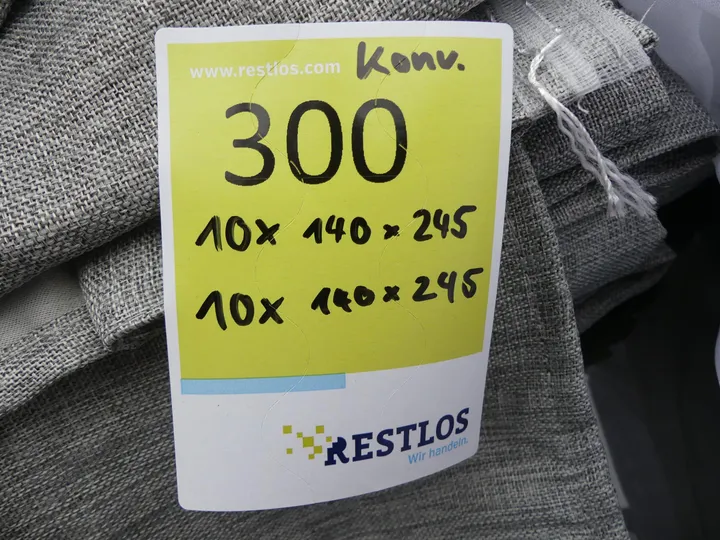 www.restlos.com Konv.
300
10x 140 x 245
10x 140 x 245
RESTLOS
Wir handeln.